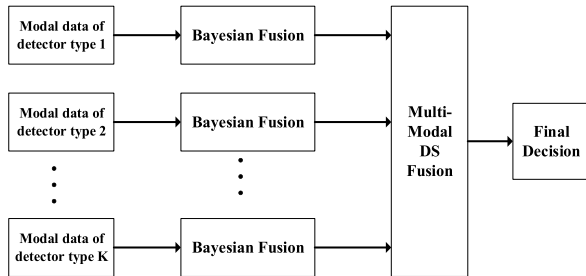 Modal data of
detector type 1
Bayesian Fusion
Modal data of
detector type 2
Bayesian Fusion
Modal data of
detector type K
Bayesian Fusion
Multi-
Modal
DS
Fusion
Final
Decision